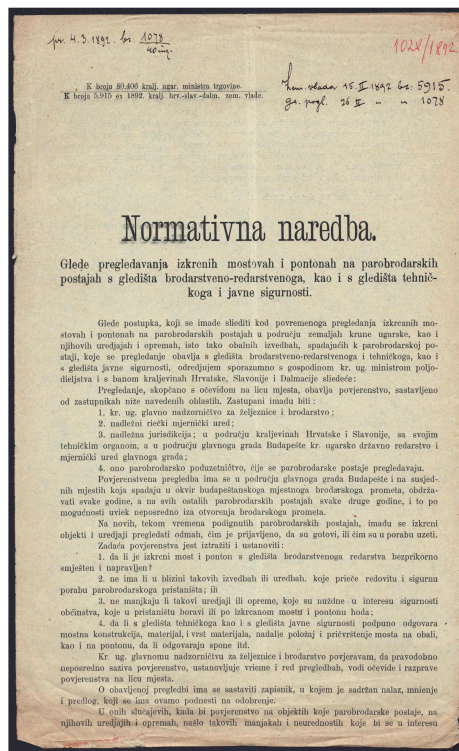 pr. 4.3.1892. br. 1078
1028/1892
K broju 80.406 kralj. ugar. ministra trgovine.
K broju 5,915 ex 1892. kralj. hrv.-slav.-dalm. zem. vlade.
zem. vlada 15. II 1892 br. 5915.
26 II " " 1078
Normativna naredba.
Glede pregledavanja izkrenih mostovah i pontonah na parobrodarskih
postajah s gledišta brodarstveno-redarstvenoga, kao i s gledišta tehnič-
koga i javne sigurnosti.
Glede postupka, koji se imade sliediti kod povremenoga pregledanja izkrcanih mo-
stovah i pontonah na parobrodarskih postajah u području zemaljah krune ugarske, kao i
njihovih uredjajah i opremah, isto tako obalnih izvedbah, spadajućih k parobrodarskoj po-
staji, koje se pregledanje obavlja s gledišta brodarstveno-redarstvenoga i tehničkoga, kao i
s gledišta javne sigurnosti, odredjujem sporazumno s gospodinom kr. ug. ministrom poljo-
djelstva i s banom kraljevinah Hrvatske, Slavonije i Dalmacije sliedeće:
Pregledanje, skopčano s očevidom na licu mjesta, obavlja povjerenstvo, sastavljeno
od zastupnikah niže navedenih oblastih. Zastupani imadu biti:
1. kr. ug. glavno nadzorničtvo za željeznice i brodarstvo;
2. nadležni riečki mjernički ured;
3. nadležna jurisdikcija; u području kraljevinah Hrvatske i Slavonije, sa svojim
tehničkim organom, a u području glavnoga grada Budapešte kr. ugarsko državno redarstvo i
mjernički ured glavnoga grada;
4. ono parobrodarsko poduzetničtvo, čije se parobrodarske postaje pregledavaju.
Povjerenstvena pregledba ima se u području glavnoga grada Budapešte i na susjed-
nih mjestih koja spadaju u okvir budapeštanskoga mjestnoga brodarskoga prometa, obdrža-
vati svake godine, a na svih ostalih parobrodarskih postajah svake druge godine, i to po
mogućnosti uviek neposredno iza otvorenja brodarskoga prometa.
Na novih, tekom vremena podignutih parobrodarskih postajah, imadu se izkrcni
objekti i uredjaji pregledati odmah, čim je prijavljeno, da su gotovi, ili čim su u porabu uzeti.
Zadaća povjerenstva jest iztražiti i ustanoviti:
1. da li je izkrcni most i ponton s gledišta brodarstvenoga redarstva bezprikorno
smješten i napravljen?
2. ne ima li u blizini takovih izvedbah ili uredbah, koje prieče redovitu i sigurnu
porabu parobrodarskoga pristaništa; ili
3. ne manjkaju li takovi uredjaji ili opreme, koje su nuždne u interesu sigurnosti
občinstva, koje u pristaništu boravi ili po izkrcanom mostu i pontonu hoda;
4. da li s gledišta tehničkoga kao i s gledišta javne sigurnosti podpuno odgovara
mostna konstrukcija, materijal, i vrst materijala, nadalje položaj i pričvrštenje mosta na obali,
kao i na pontonu, da li odgovaraju spone itd.
Kr. ug. glavnomu nadzorničtvu za željeznice i brodarstvo povjeravam, da pravodobno
neposredno saziva povjerenstvo, ustanovljuje vrieme i red pregledbah, vodi očevide i razprave
povjerenstva na licu mjesta.
O obavljenoj pregledbi ima se sastaviti zapisnik, u kojem je sadržan nalaz, mnienje
i predlog, koji se ima ovamo podnesti na odobrenje.
U onih slučajevih, kada bi povjerenstvo na objektih koje parobrodarske postaje, na
njihovih uredjajih i opremah, našlo takovih manjakah i neurednostih koje bi se u interesu